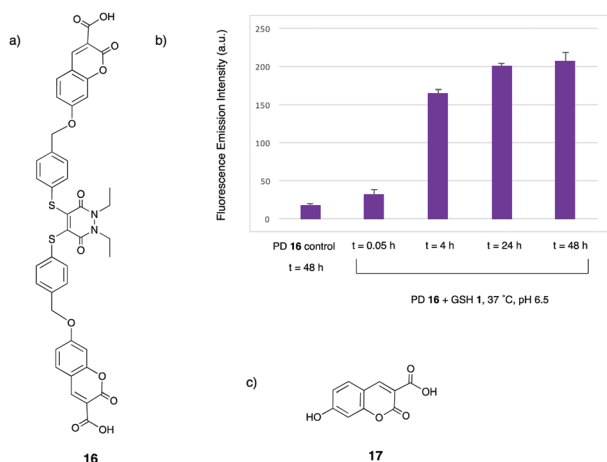 a)
b)
Fluorescence Emission Intensity (a.u.)
250
200
150
100
50
0
PD 16 control
t = 48 h
t = 0.05 h
t = 4 h
t = 24 h
t = 48 h
PD 16 + GSH 1, 37 °C, pH 6.5
O
OH
O
O
O
S
O
N
N
S
O
O
O
O
O
OH
16
c)
O
OH
HO
O
O
17